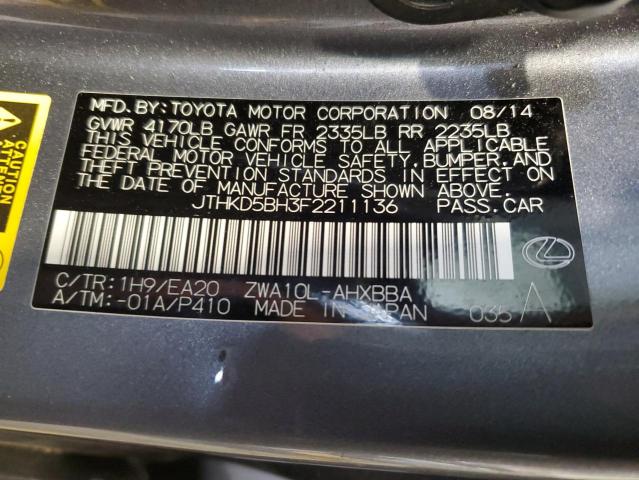 MFD. BY: TOYOTA MOTOR CORPORATION 08/14
GVWR 4170LB GAWR FR 2335LB RR 2235LB
THIS VEHICLE CONFORMS TO ALL APPLICABLE
FEDERAL MOTOR VEHICLE SAFETY, BUMPER, AND
THEFT PREVENTION STANDARDS IN EFFECT ON
THE DATE OF MANUFACTURE SHOWN ABOVE.
JTHKD5BH3F2211136 PASS. CAR
C/TR: 1H9/EA20 ZWA10L-AHXBBA
A/TM: -01A/P410 MADE IN JAPAN 035 A
CAUTION
ATTENTION